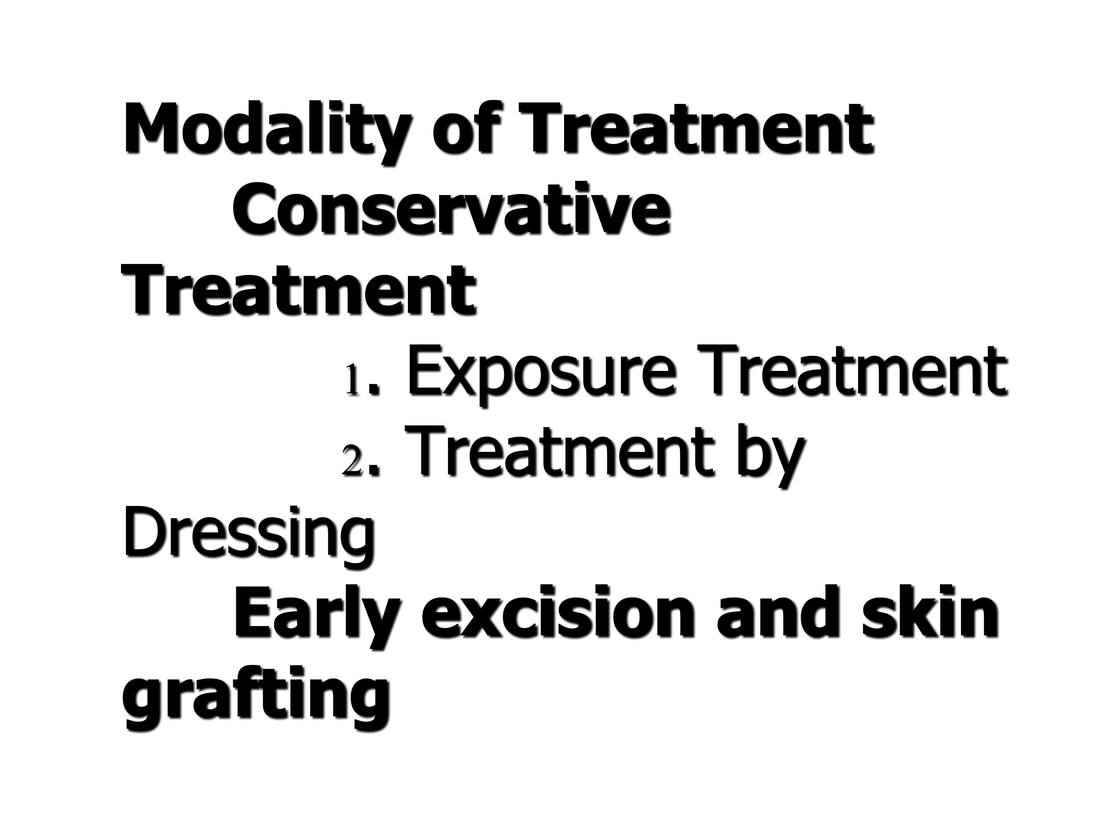 Modality of Treatment
Conservative
Treatment
1. Exposure Treatment
2. Treatment by
Dressing
Early excision and skin
grafting